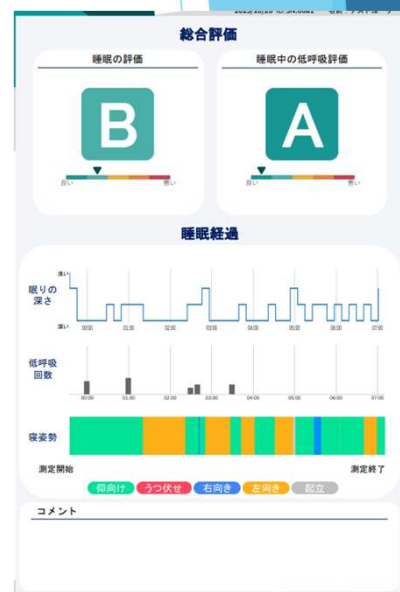 総合評価
睡眠の評価
睡眠中の低呼吸評価
B
A
良い
悪い
良い
悪い
睡眠経過
眠りの
深さ
00:00 01:00 02:00 03:00 04:00 05:00 06:00 07:00
低呼吸
回数
00:00 01:00 02:00 03:00 04:00 05:00 06:00 07:00
寝姿勢
測定開始
測定終了
仰向け うつ伏せ 右向き 左向き 起立
コメント